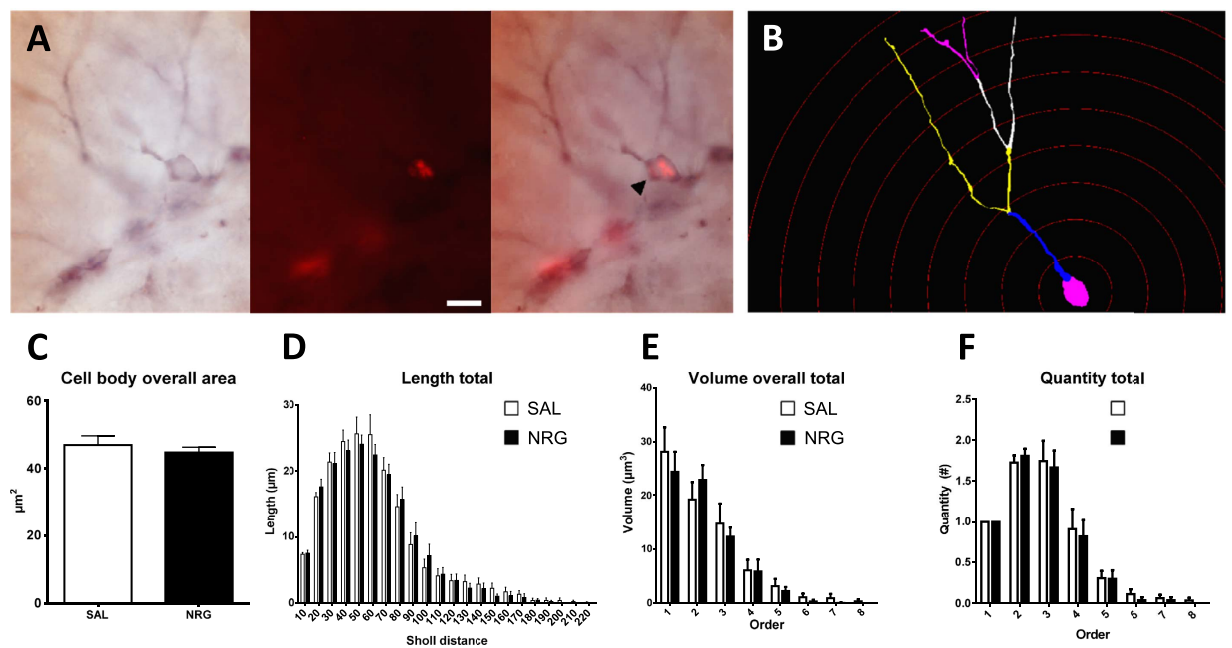 A
B
C
Cell body overall area
60
40
20
0
µm²
SAL
NRG
D
Length total
SAL
NRG
30
20
10
0
Length (µm)
10 20 30 40 50 60 70 80 90 100 110 120 130 140 150 160 170 180 190 200 210 220
Sholl distance
E
Volume overall total
SAL
NRG
40
30
20
10
0
Volume (µm³)
1 2 3 4 5 6 7 8
Order
F
Quantity total
2.5
2.0
1.5
1.0
0.5
0.0
Quantity (#)
1 2 3 4 5 5 7 8
Order